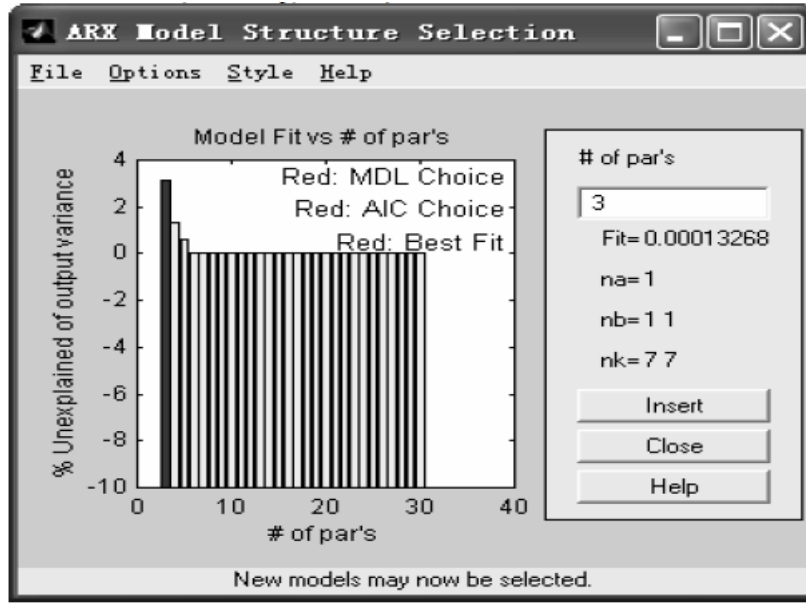 ARX Model Structure Selection
File Options Style Help
Model Fit vs # of par's
% Unexplained of output variance
4
2
0
-2
-4
-6
-8
-10
Red: MDL Choice
Red: AIC Choice
Red: Best Fit
0 10 20 30 40
# of par's
# of par's
3
Fit= 0.00013268
na= 1
nb= 1 1
nk= 7 7
Insert
Close
Help
New models may now be selected.